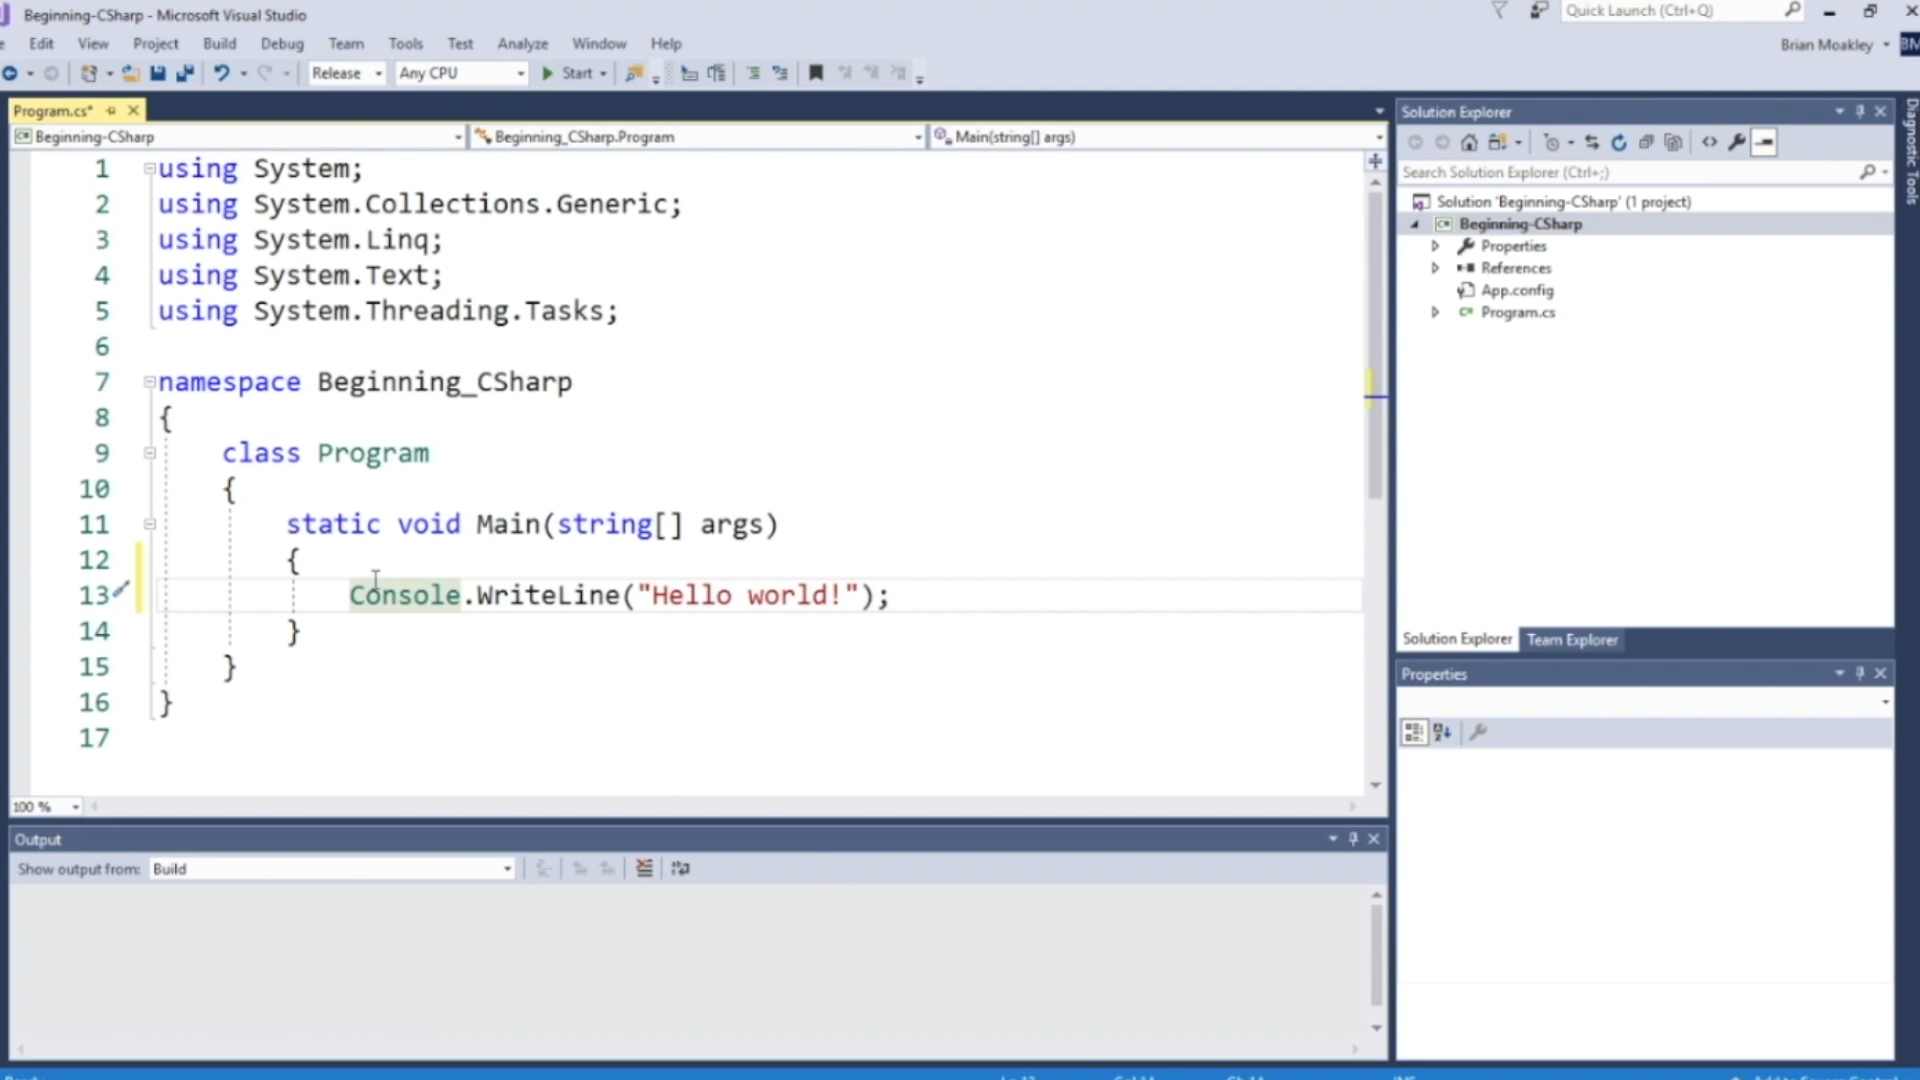 Beginning-CSharp - Microsoft Visual Studio
Quick Launch (Ctrl+Q)
Edit View Project Build Debug Team Tools Test Analyze Window Help
Brian Moakley BM
Release Any CPU Start
Program.cs*
Beginning-CSharp Beginning_CSharp.Program Main(string[] args)
1 using System;
2 using System.Collections.Generic;
3 using System.Linq;
4 using System.Text;
5 using System.Threading.Tasks;
6
7 namespace Beginning_CSharp
8 {
9 class Program
10 {
11 static void Main(string[] args)
12 {
13 Console.WriteLine("Hello world!");
14 }
15 }
16 }
17
100 %
Output
Show output from: Build
Solution Explorer
Search Solution Explorer (Ctrl+;)
Solution 'Beginning-CSharp' (1 project)
Beginning-CSharp
Properties
References
App.config
Program.cs
Solution Explorer Team Explorer
Properties
Diagnostic Tools